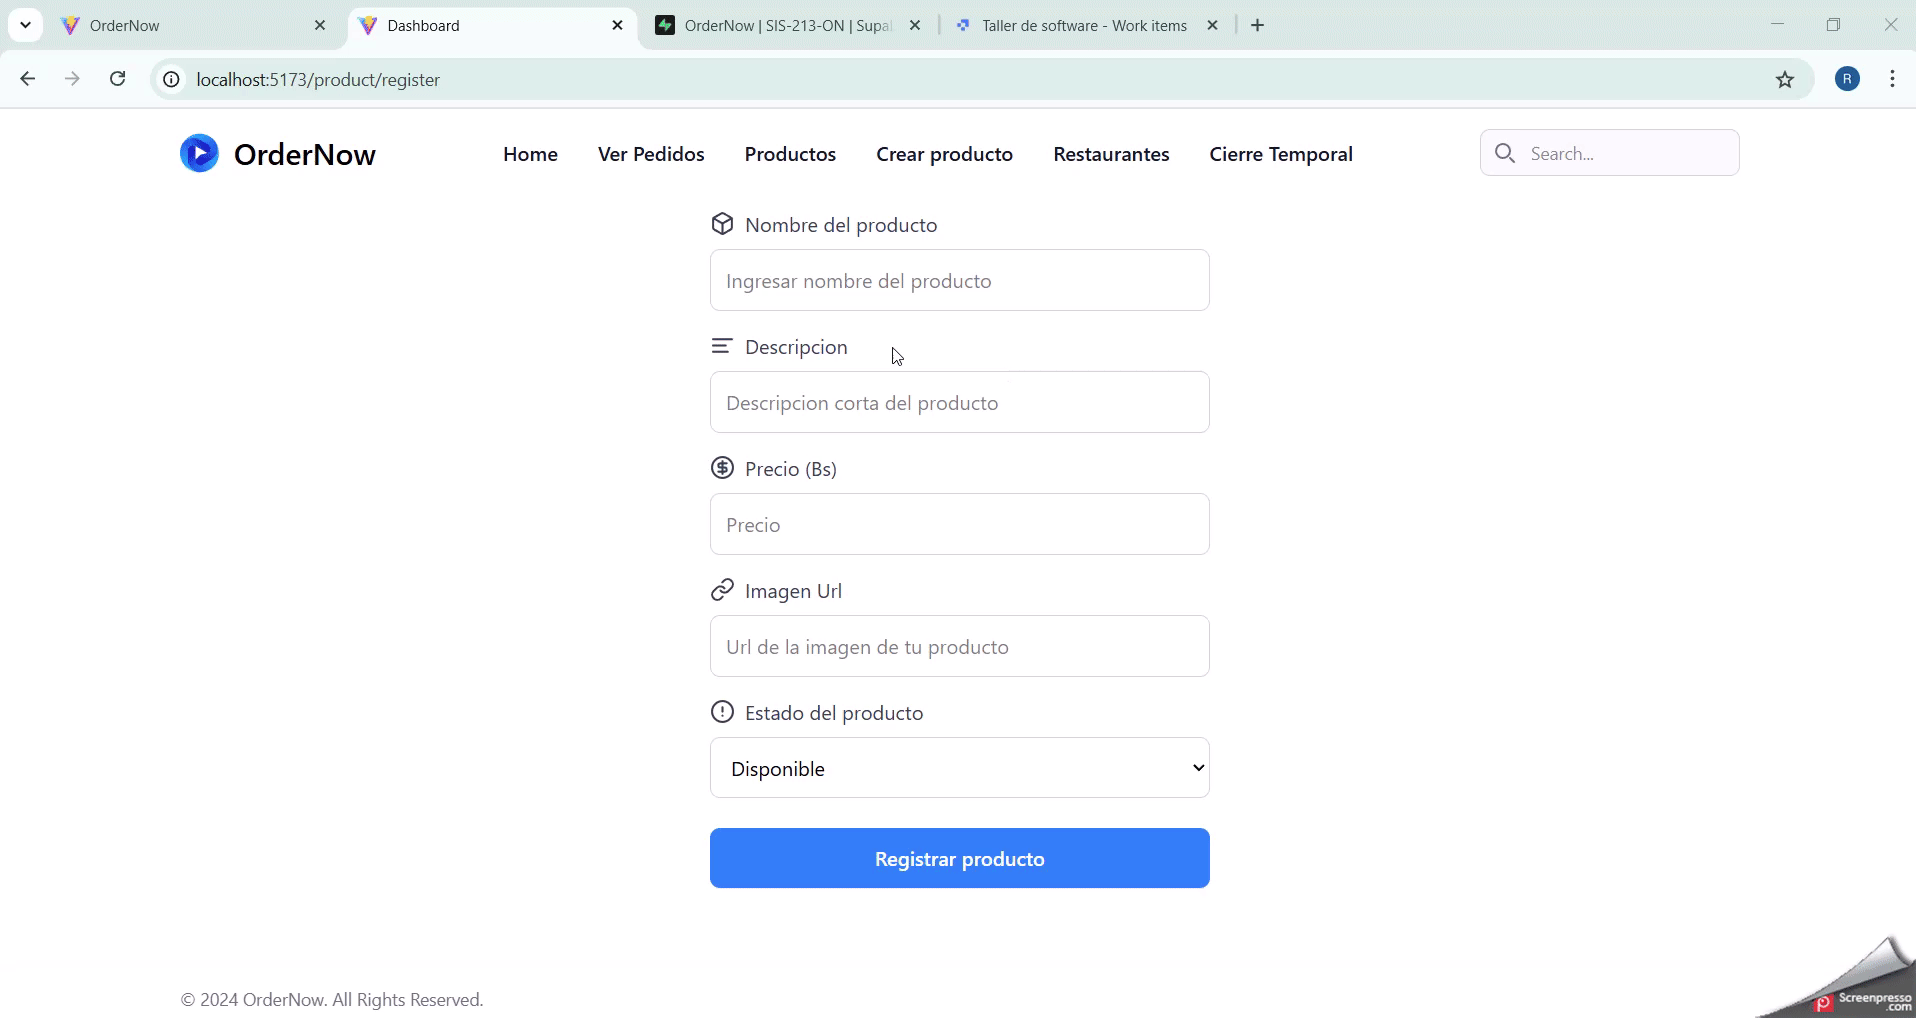 OrderNow
Dashboard
OrderNow | SIS-213-ON | Supa
Taller de software - Work items
localhost:5173/product/register
R
OrderNow
Home
Ver Pedidos
Productos
Crear producto
Restaurantes
Cierre Temporal
Search...
Nombre del producto
Ingresar nombre del producto
Descripcion
Descripcion corta del producto
Precio (Bs)
Precio
Imagen Url
Url de la imagen de tu producto
Estado del producto
Disponible
Registrar producto
© 2024 OrderNow. All Rights Reserved.
Screenpresso
.com